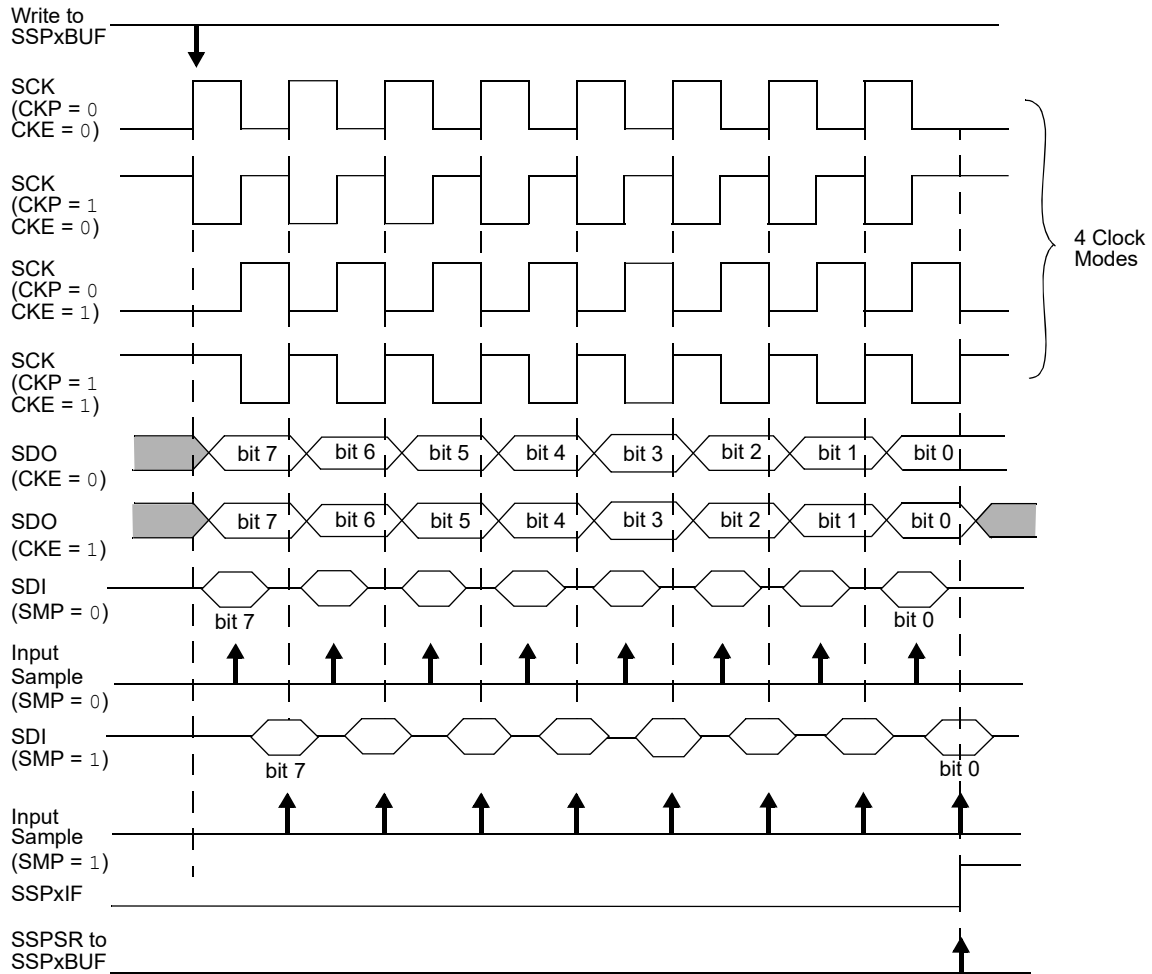 Write to
SSPxBUF
SCK
(CKP = 0
CKE = 0)
SCK
(CKP = 1
CKE = 0)
SCK
(CKP = 0
CKE = 1)
SCK
(CKP = 1
CKE = 1)
4 Clock
Modes
SDO
(CKE = 0)
bit 7 bit 6 bit 5 bit 4 bit 3 bit 2 bit 1 bit 0
SDO
(CKE = 1)
bit 7 bit 6 bit 5 bit 4 bit 3 bit 2 bit 1 bit 0
SDI
(SMP = 0)
bit 7 bit 0
Input
Sample
(SMP = 0)
SDI
(SMP = 1)
bit 7 bit 0
Input
Sample
(SMP = 1)
SSPxIF
SSPSR to
SSPxBUF